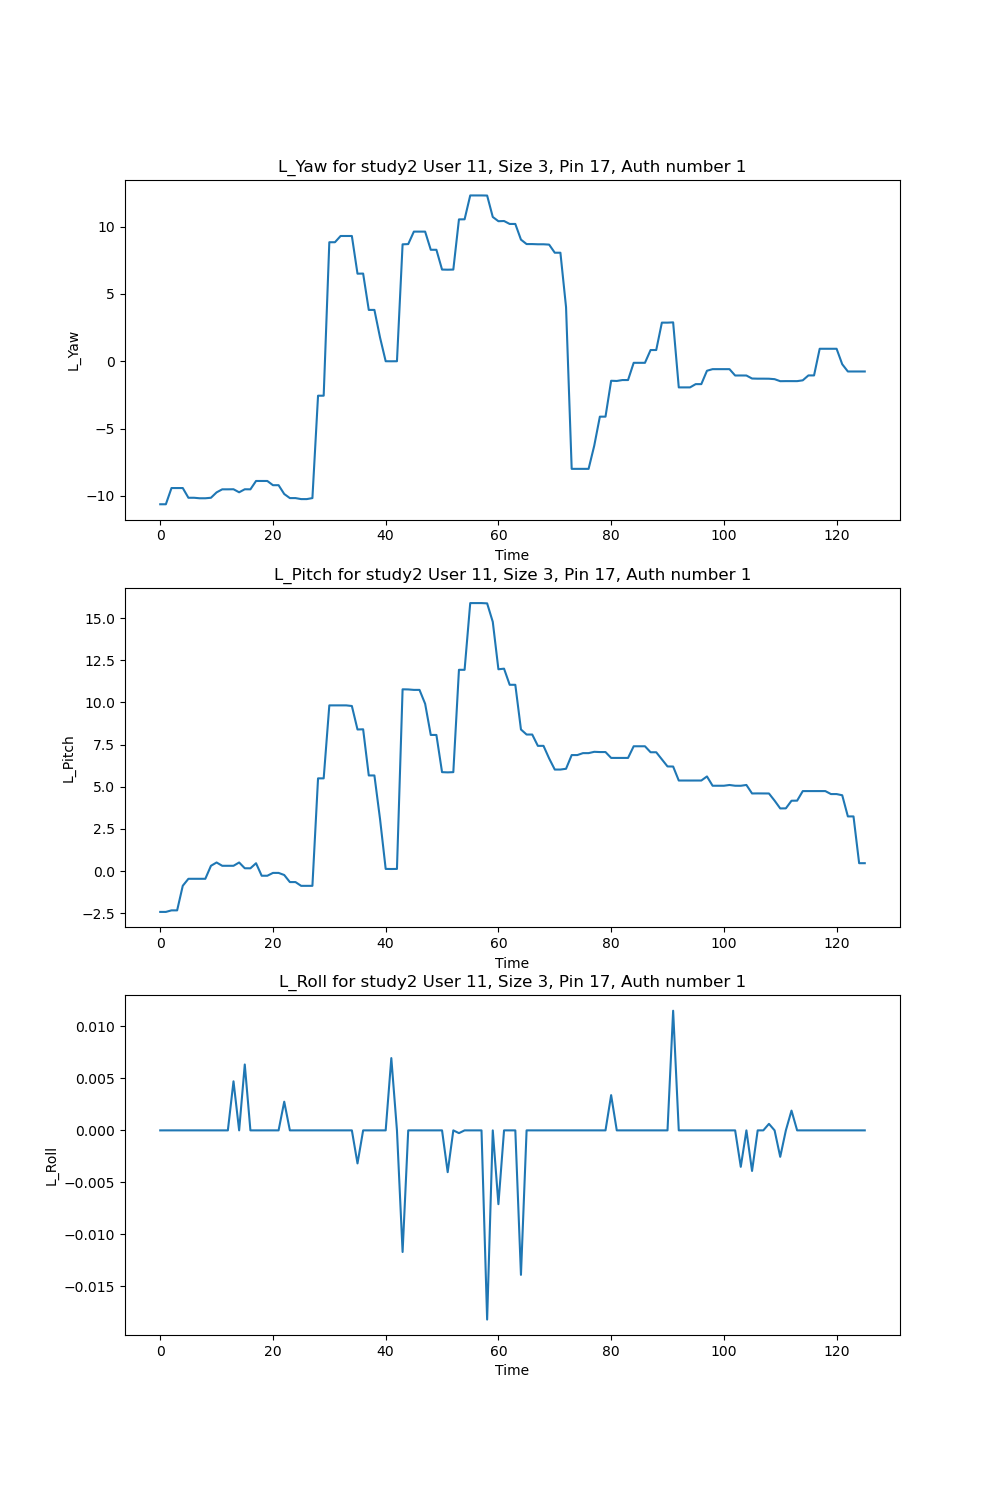 L_Yaw for study2 User 11, Size 3, Pin 17, Auth number 1
10
5
0
−5
−10
L_Yaw
0 20 40 60 80 100 120
Time
L_Pitch for study2 User 11, Size 3, Pin 17, Auth number 1
15.0
12.5
10.0
7.5
5.0
2.5
0.0
−2.5
L_Pitch
0 20 40 60 80 100 120
Time
L_Roll for study2 User 11, Size 3, Pin 17, Auth number 1
0.010
0.005
0.000
−0.005
−0.010
−0.015
L_Roll
0 20 40 60 80 100 120
Time